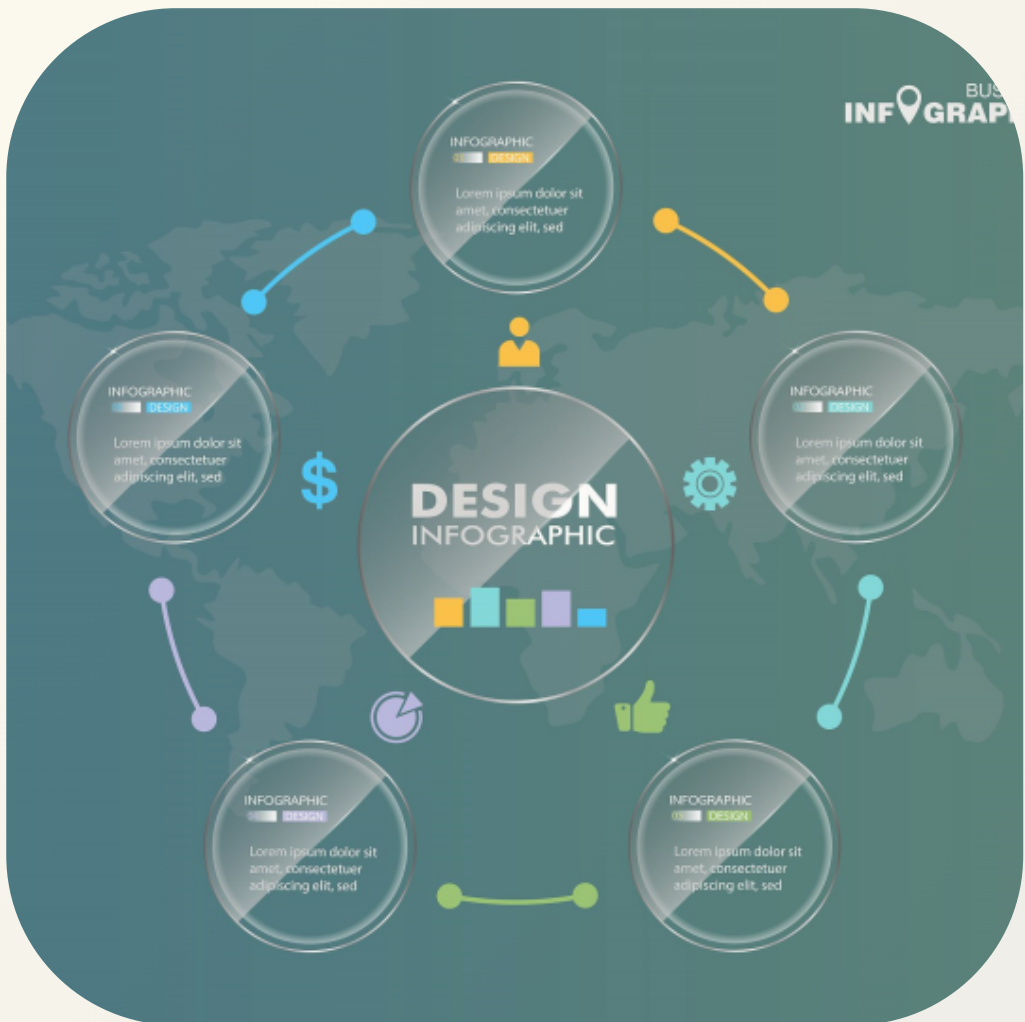 BUS
INFOGRAP
INFOGRAPHIC
DESIGN
Lorem ipsum dolor sit
amet, consectetuer
adipiscing elit, sed
INFOGRAPHIC
DESIGN
Lorem ipsum dolor sit
amet, consectetuer
adipiscing elit, sed
INFOGRAPHIC
DESIGN
Lorem ipsum dolor sit
amet, consectetuer
adipiscing elit, sed
$
DESIGN
INFOGRAPHIC
INFOGRAPHIC
DESIGN
Lorem ipsum dolor sit
amet, consectetuer
adipiscing elit, sed
INFOGRAPHIC
DESIGN
Lorem ipsum dolor sit
amet, consectetuer
adipiscing elit, sed